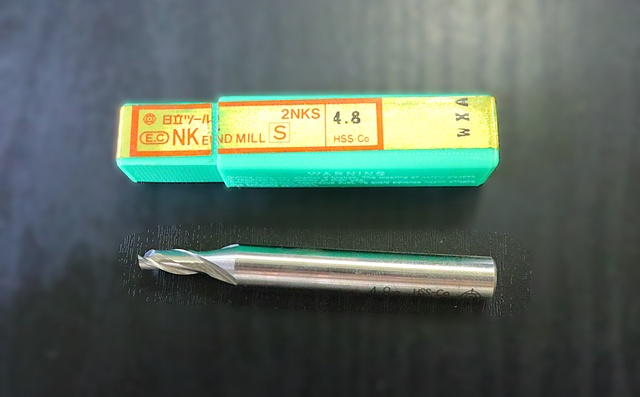 日立ツール
E.C NK END MILL S
2NKS
4.8
HSS-Co
WXA
WARNING
4.8 HSS-Co